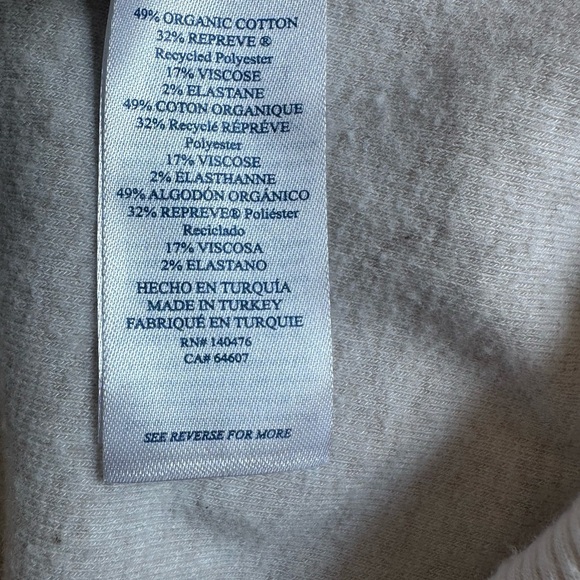 49% ORGANIC COTTON
32% REPREVE ®
Recycled Polyester
17% VISCOSE
2% ELASTANE
49% COTON ORGANIQUE
32% Recyclé RÉPRÉVE
Polyester
17% VISCOSE
2% ÉLASTHANNE
49% ALGODÓN ORGÁNICO
32% REPREVE® Poliéster
Reciclado
17% VISCOSA
2% ELASTANO
HECHO EN TURQUÍA
MADE IN TURKEY
FABRIQUÉ EN TURQUIE
RN# 140476
CA# 64607
SEE REVERSE FOR MORE